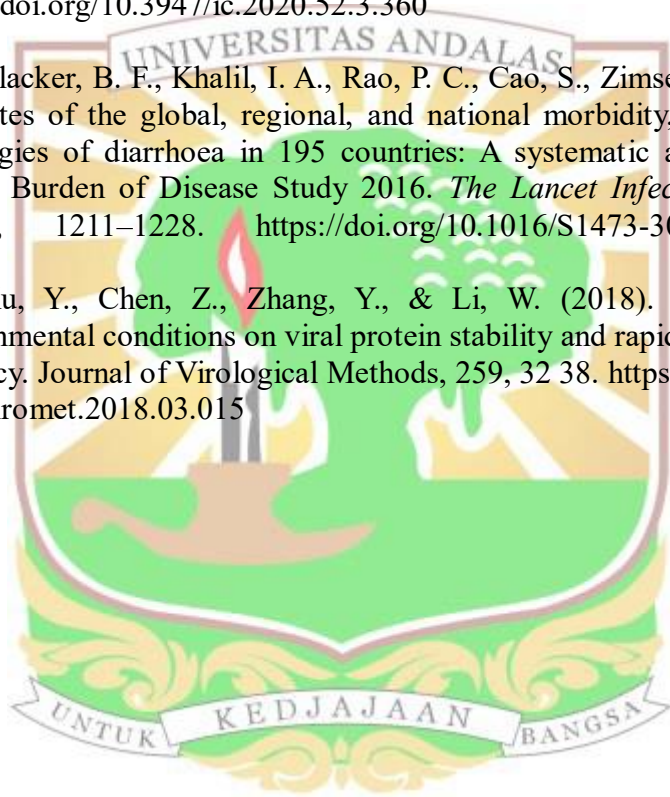 doi.org/10.3947/ic.2020.52.3.360
UNIVERSITAS ANDALAS
lacker, B. F., Khalil, I. A., Rao, P. C., Cao, S., Zimse
tes of the global, regional, and national morbidity,
gies of diarrhoea in 195 countries: A systematic a
Burden of Disease Study 2016. The Lancet Infec
1211–1228. https://doi.org/10.1016/S1473-30
u, Y., Chen, Z., Zhang, Y., & Li, W. (2018).
nmental conditions on viral protein stability and rapid
cy. Journal of Virological Methods, 259, 32 38. https
iromet.2018.03.015
UNTUK KEDJAJAAN BANGSA